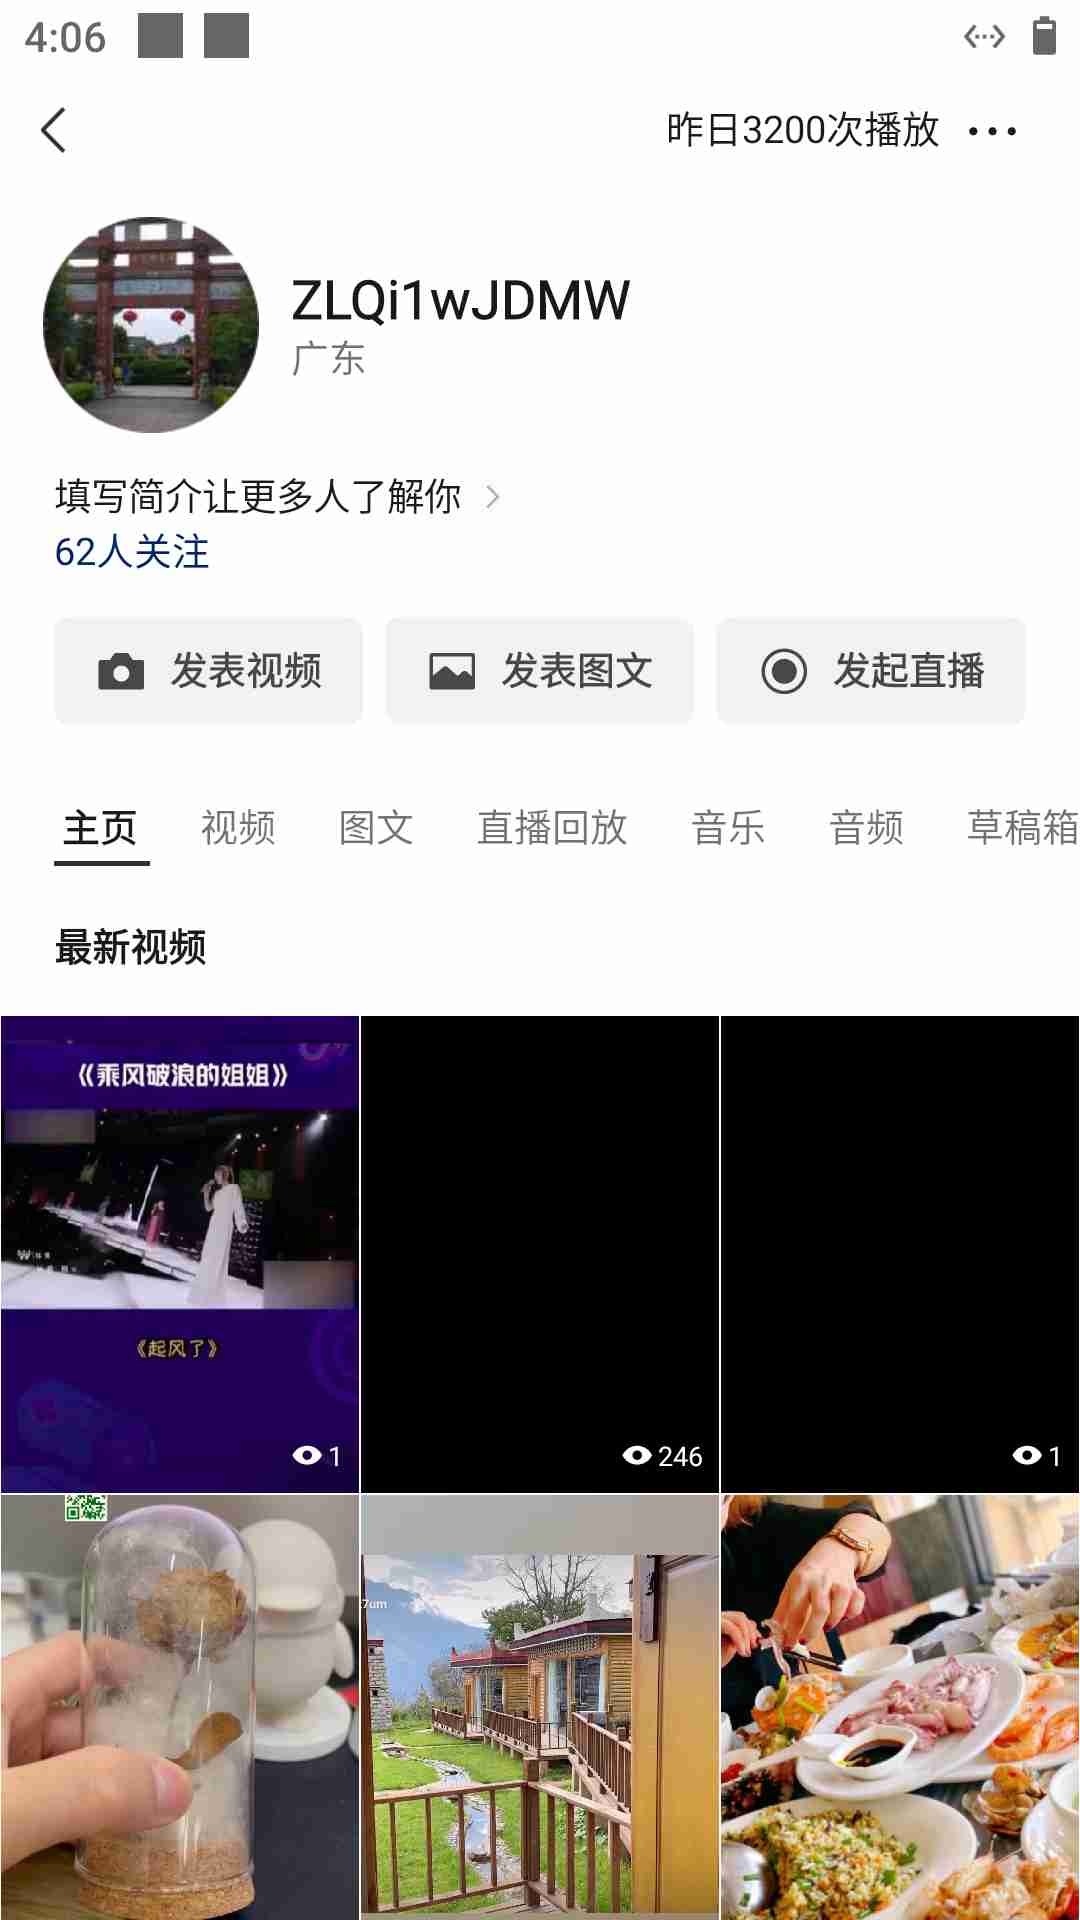 4:06
昨日3200次播放
ZLQi1wJDMW
广东
填写简介让更多人了解你
62人关注
发表视频 发表图文 发起直播
主页 视频 图文 直播回放 音乐 音频 草稿箱
最新视频
《乘风破浪的姐姐》
《起风了》
1 246 1